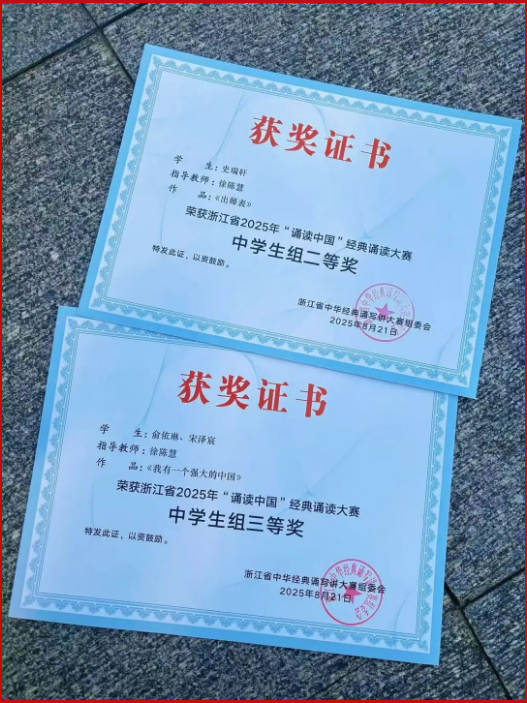 获奖证书
学　　生：史瑞轩
指导教师：徐陈慧
作　　品：《出师表》
荣获浙江省2025年“诵读中国”经典诵读大赛
中学生组二等奖
特发此证，以资鼓励。
浙江省中华经典诵写讲大赛组委会
2025年8月21日
获奖证书
学　　生：俞依琳、宋泽宸
指导教师：徐陈慧
作　　品：《我有一个强大的中国》
荣获浙江省2025年“诵读中国”经典诵读大赛
中学生组三等奖
特发此证，以资鼓励。
浙江省中华经典诵写讲大赛组委会
2025年8月21日